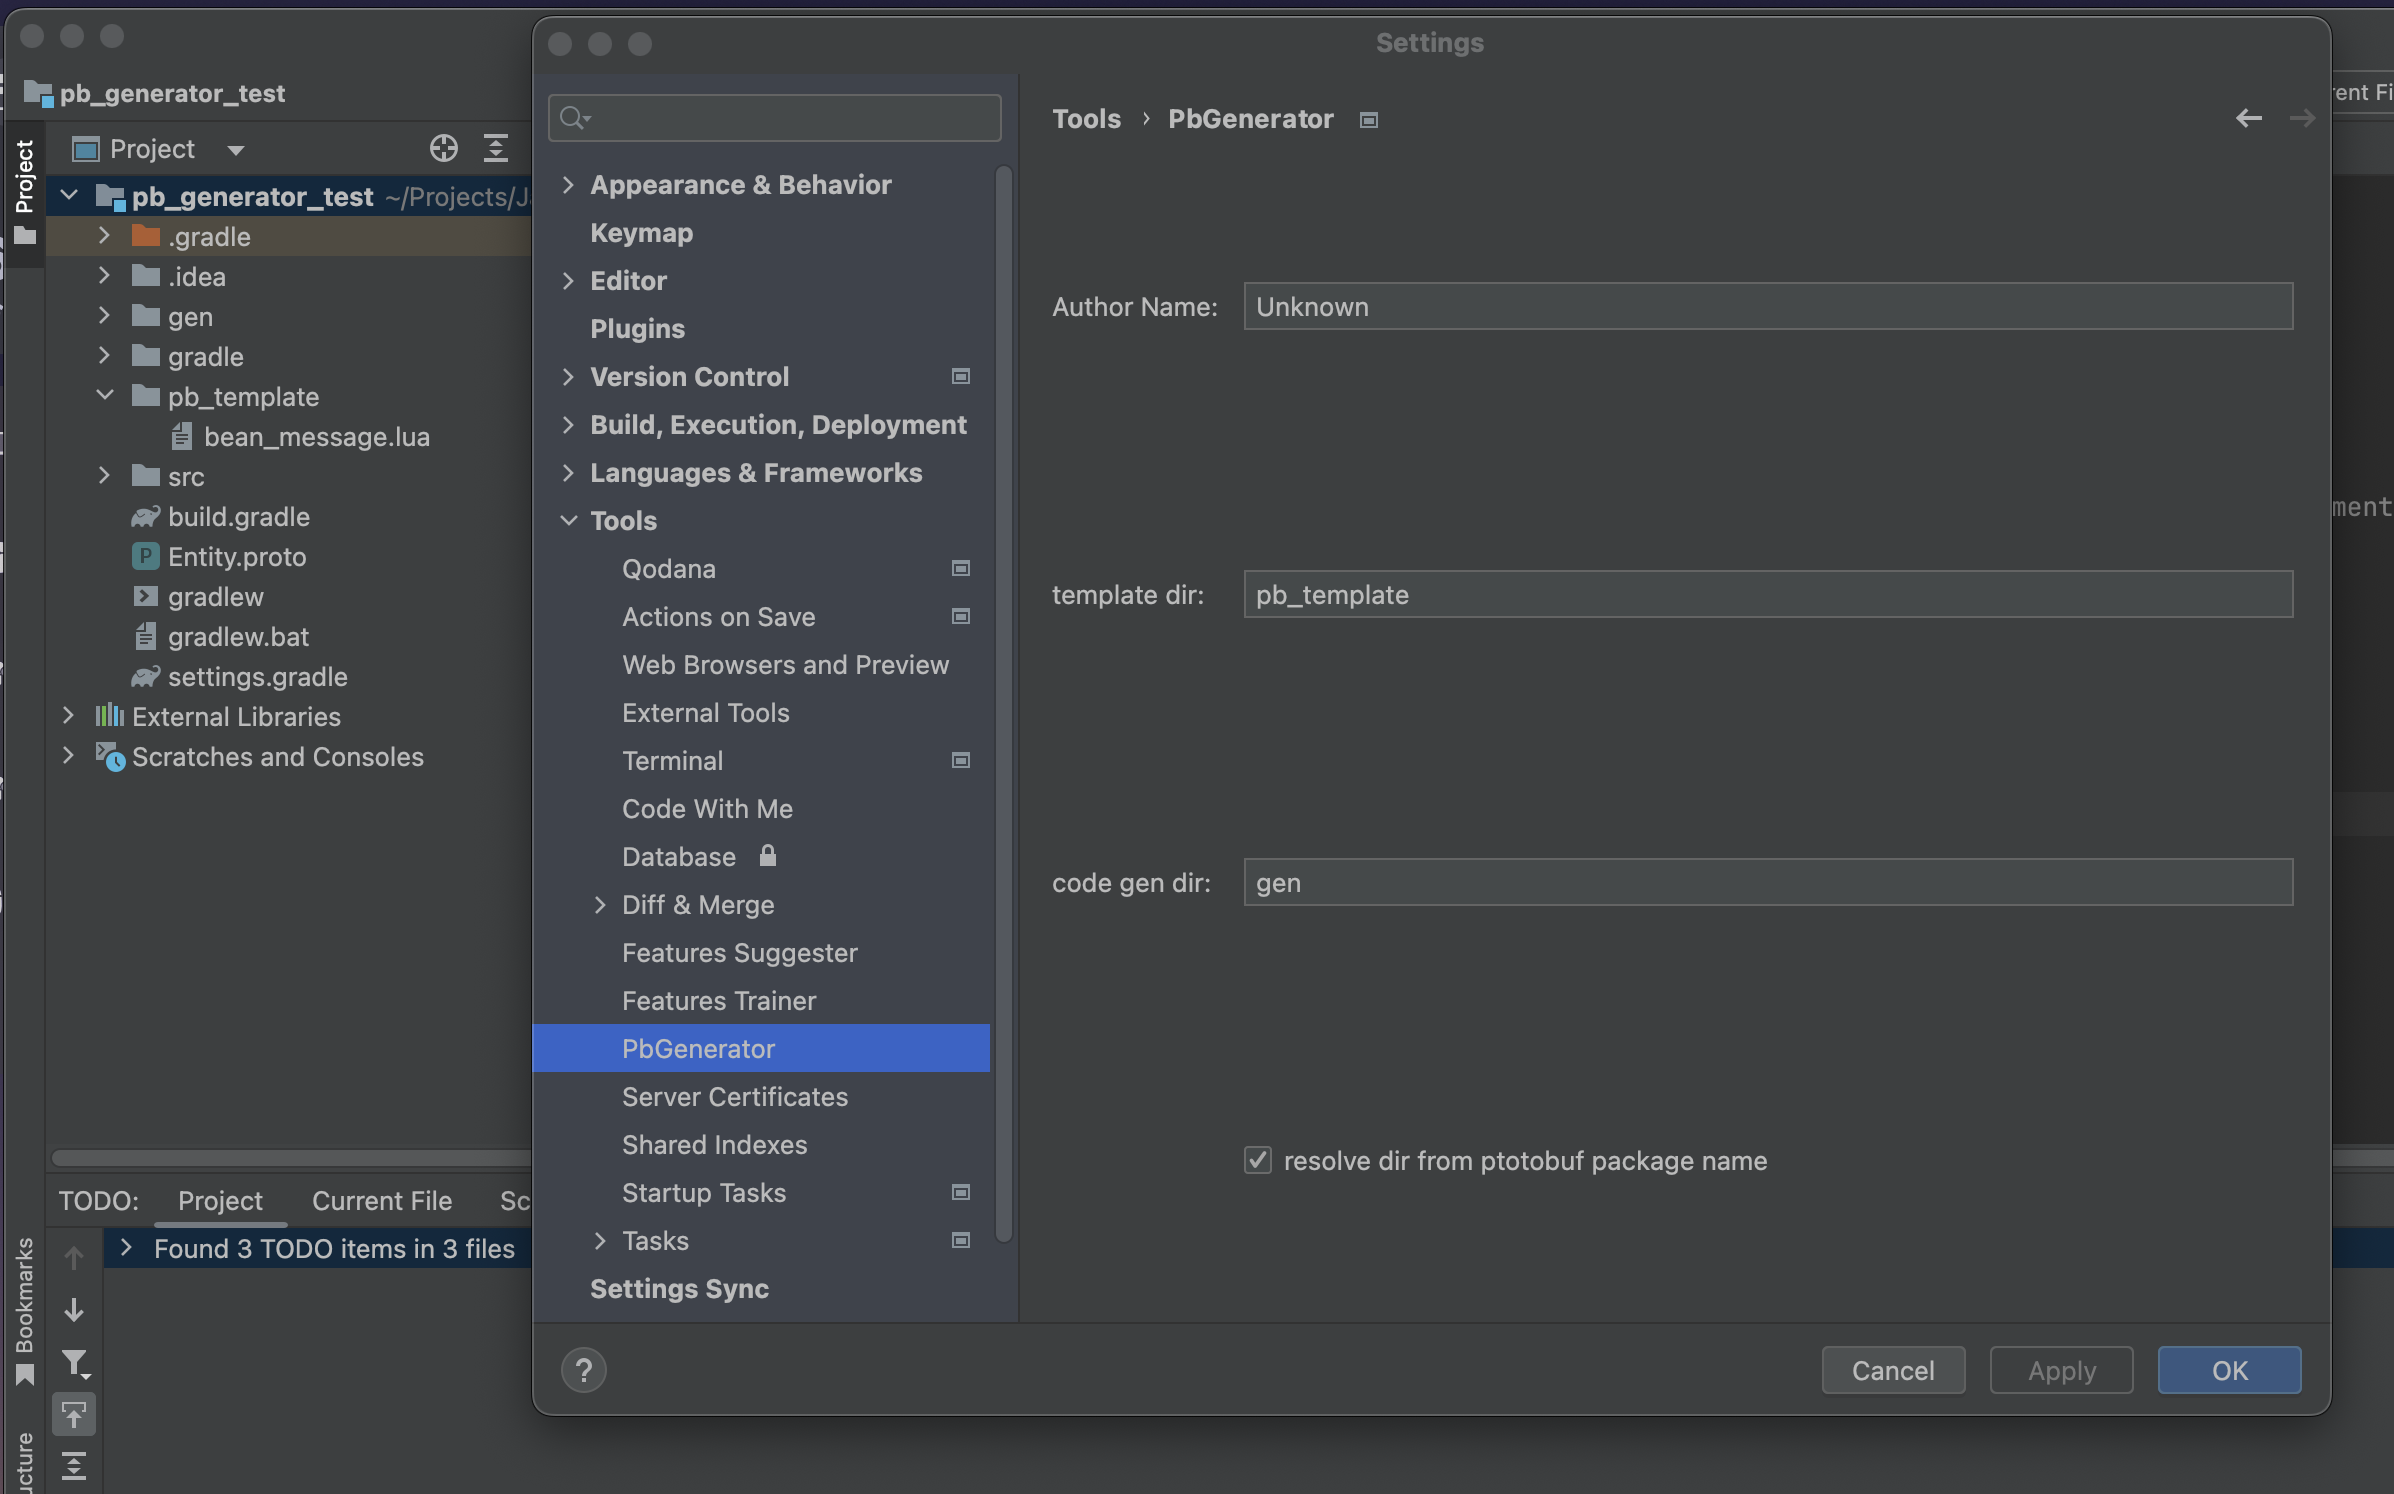 pb_generator_test
Project
Project
pb_generator_test ~/Projects/J
.gradle
.idea
gen
gradle
pb_template
bean_message.lua
src
build.gradle
Entity.proto
gradlew
gradlew.bat
settings.gradle
External Libraries
Scratches and Consoles
TODO:
Project
Current File
Sc
Found 3 TODO items in 3 files
Bookmarks
ucture
Settings
Appearance & Behavior
Keymap
Editor
Plugins
Version Control
Build, Execution, Deployment
Languages & Frameworks
Tools
Qodana
Actions on Save
Web Browsers and Preview
External Tools
Terminal
Code With Me
Database
Diff & Merge
Features Suggester
Features Trainer
PbGenerator
Server Certificates
Shared Indexes
Startup Tasks
Tasks
Settings Sync
Tools › PbGenerator
Author Name: Unknown
template dir: pb_template
code gen dir: gen
resolve dir from ptotobuf package name
?
Cancel
Apply
OK
rent Fi
ment